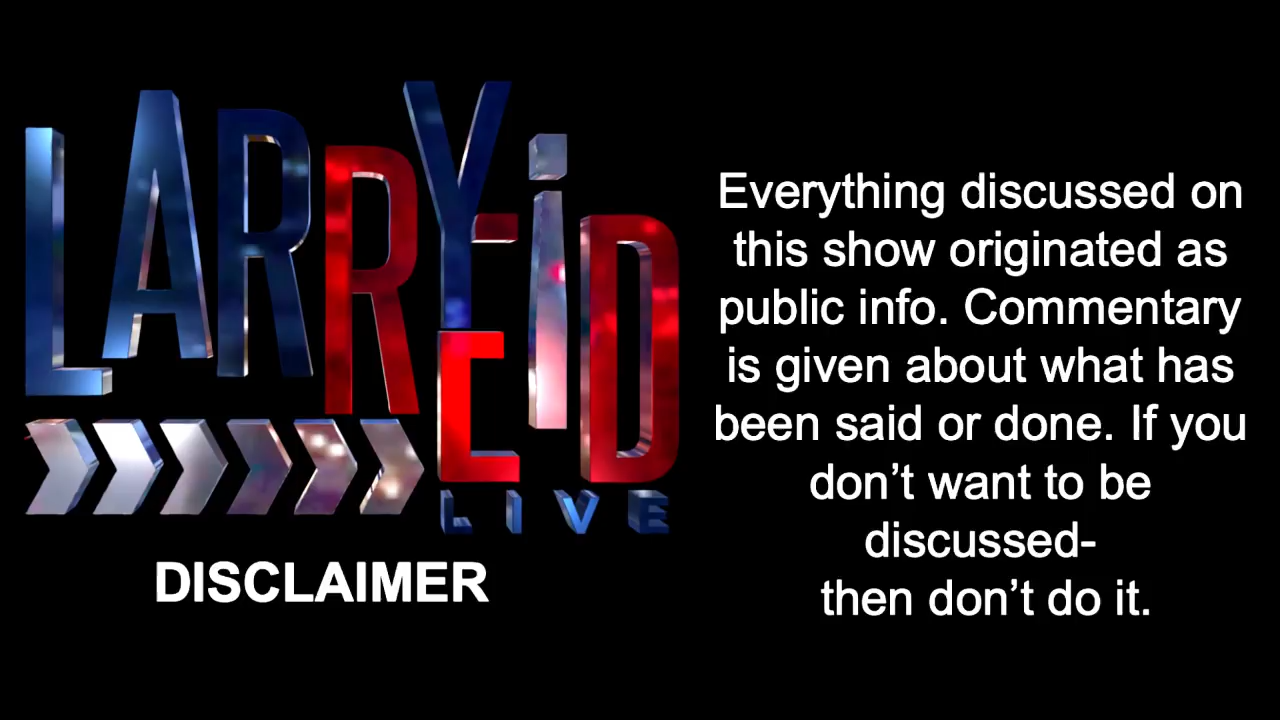 LARRY
REID
LIVE
DISCLAIMER
Everything discussed on
this show originated as
public info. Commentary
is given about what has
been said or done. If you
don’t want to be
discussed-
then don’t do it.